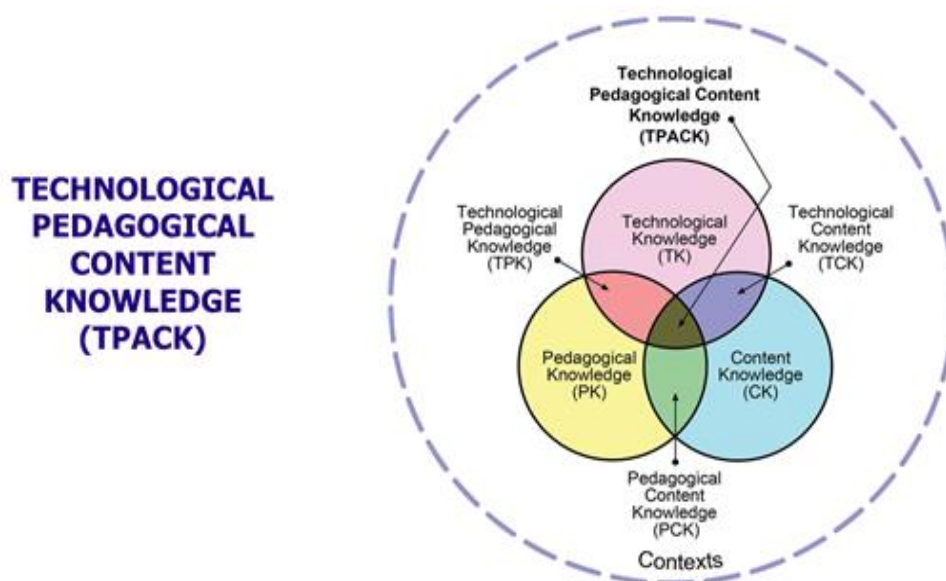 TECHNOLOGICAL
PEDAGOGICAL
CONTENT
KNOWLEDGE
(TPACK)
Technological
Pedagogical Content
Knowledge
(TPACK)
Technological
Pedagogical
Knowledge
(TPK)
Technological
Knowledge
(TK)
Technological
Content
Knowledge
(TCK)
Pedagogical
Knowledge
(PK)
Content
Knowledge
(CK)
Pedagogical
Content
Knowledge
(PCK)
Contexts